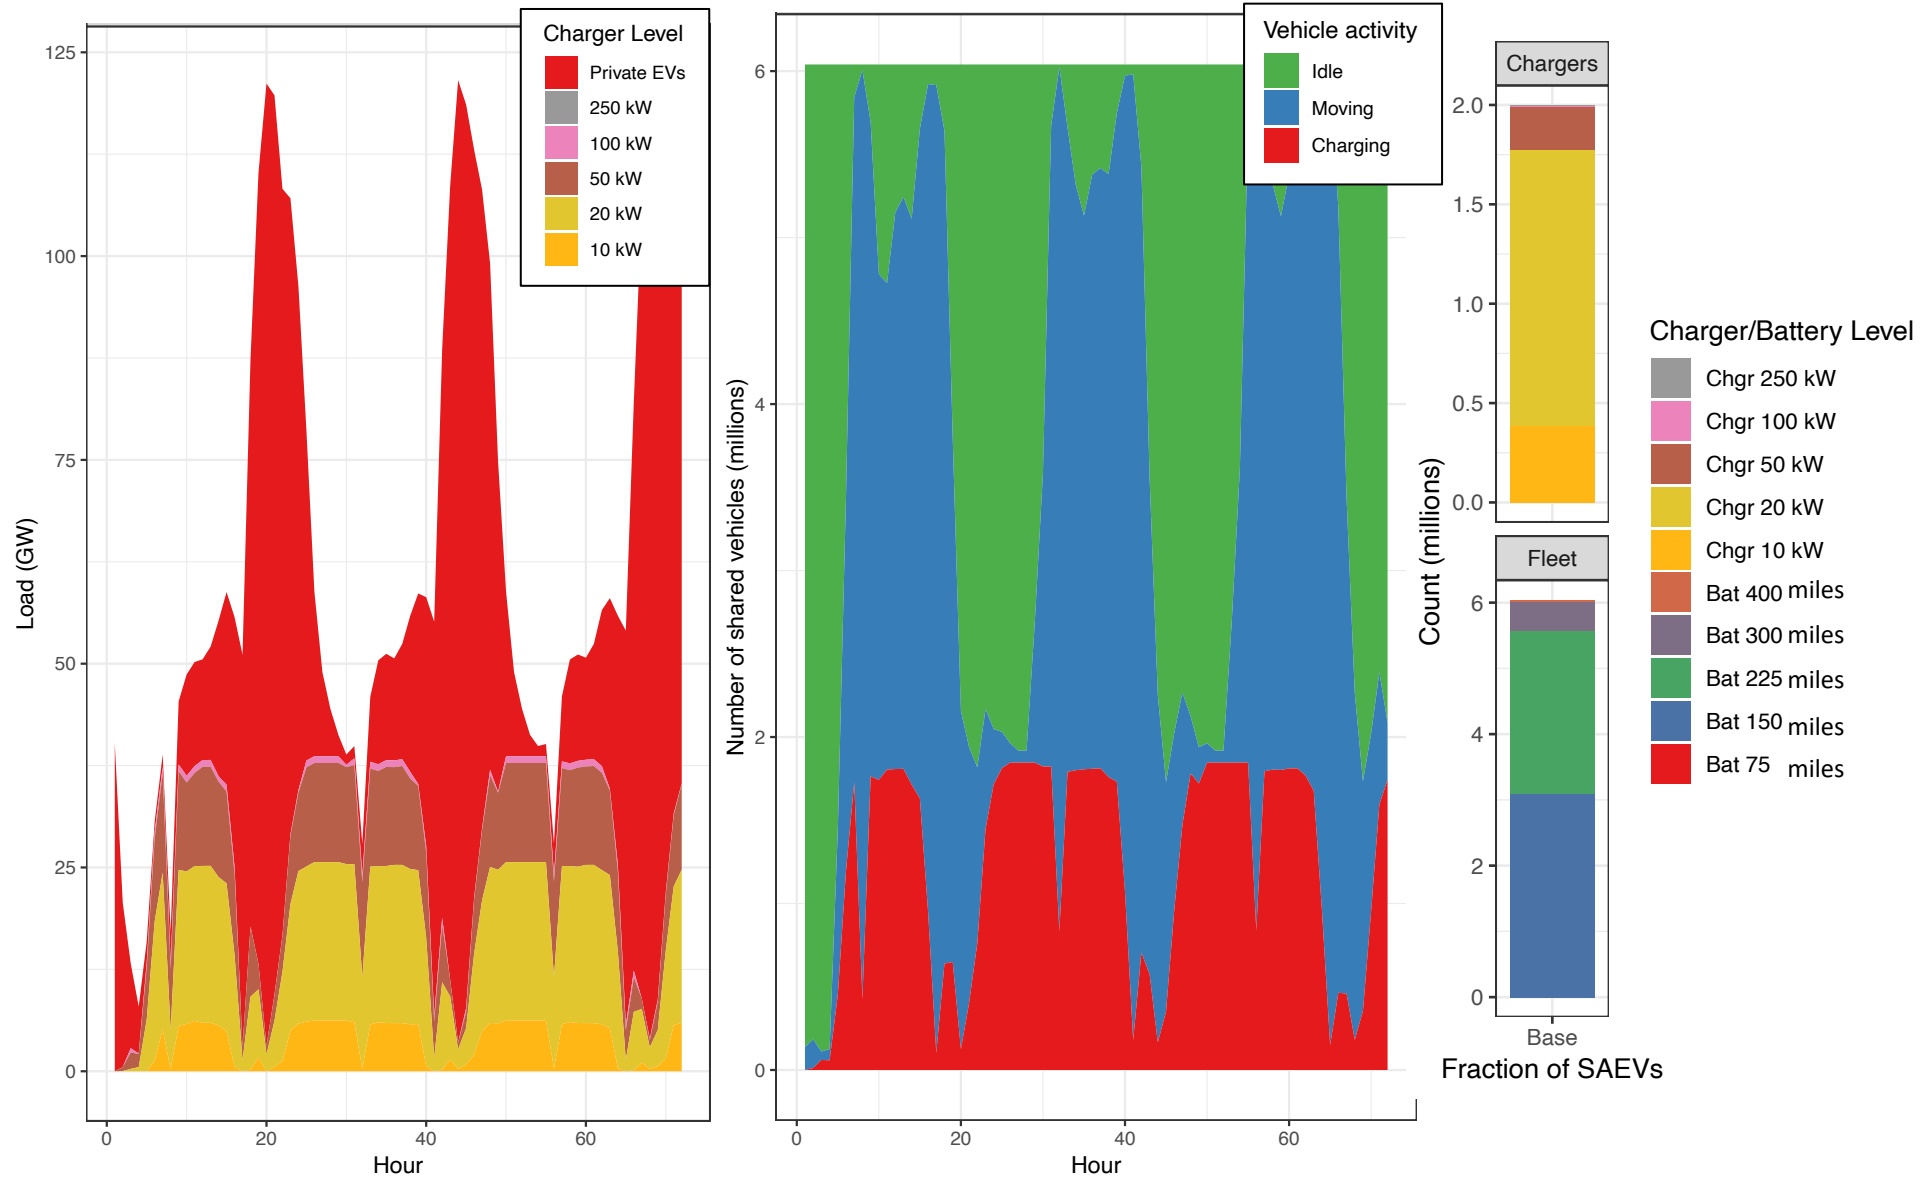 Charger Level
Private EVs
250 kW
100 kW
50 kW
20 kW
10 kW
125
100
75
50
25
0
Load (GW)
0 20 40 60
Hour
Vehicle activity
Idle
Moving
Charging
6
4
2
0
Number of shared vehicles (millions)
0 20 40 60
Hour
Chargers
2.0
1.5
1.0
0.5
0.0
Fleet
6
4
2
0
Count (millions)
Base
Fraction of SAEVs
Charger/Battery Level
Chgr 250 kW
Chgr 100 kW
Chgr 50 kW
Chgr 20 kW
Chgr 10 kW
Bat 400 miles
Bat 300 miles
Bat 225 miles
Bat 150 miles
Bat 75 miles